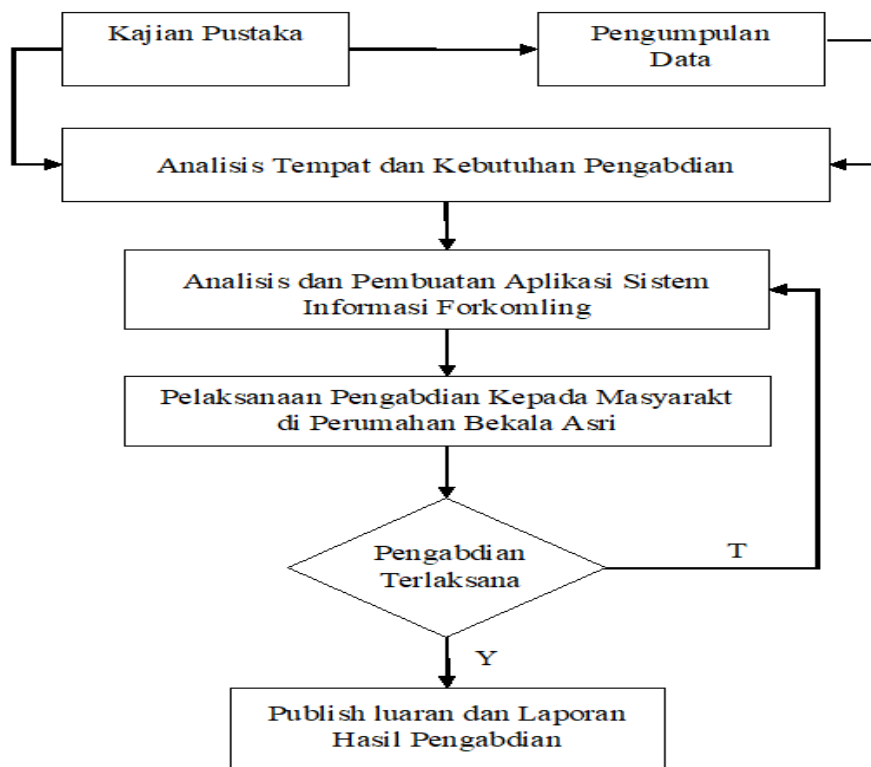 Kajian Pustaka
Pengumpulan
Data
Analisis Tempat dan Kebutuhan Pengabdian
Analisis dan Pembuatan Aplikasi Sistem
Informasi Forkomling
Pelaksanaan Pengabdian Kepada Masyarakt
di Perumahan Bekala Asri
Pengabdian
Terlaksana
T
Y
Publish luaran dan Laporan
Hasil Pengabdian